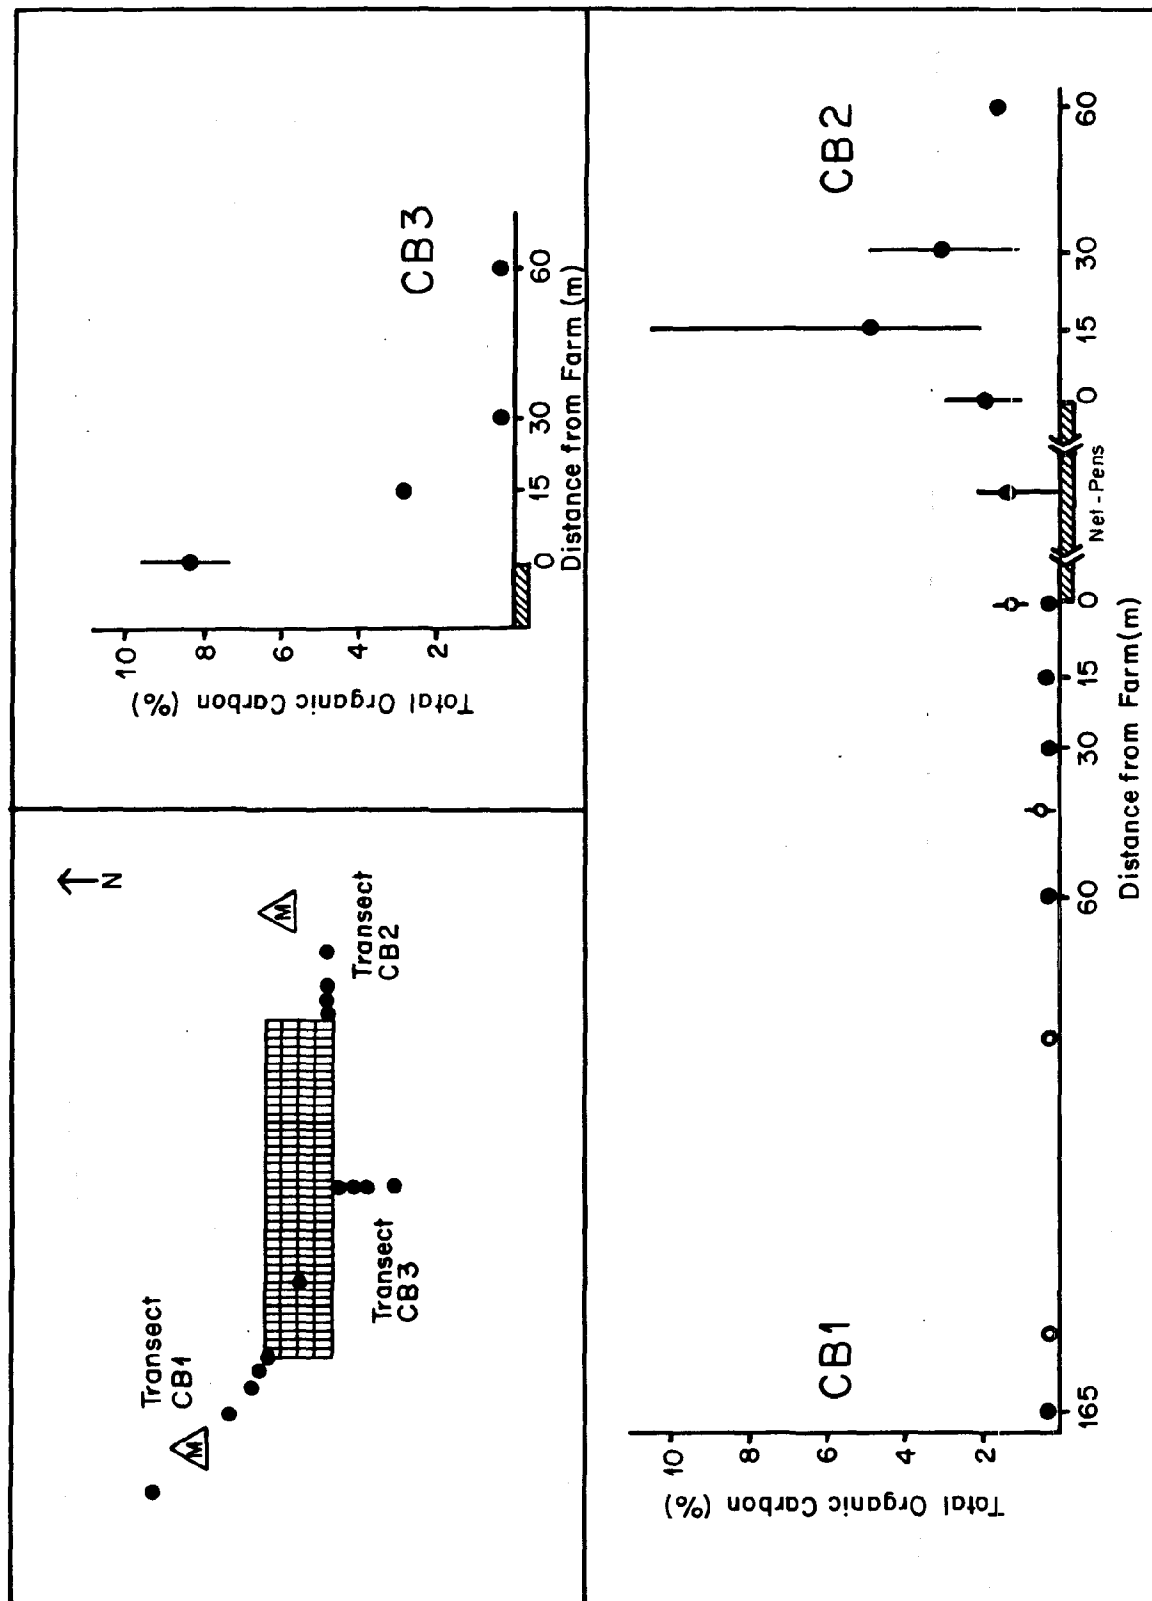 N
Transect
CB1
M
M
Transect
CB2
Transect
CB3
Total Organic Carbon (%)
10
8
6
4
2
CB3
0 15 30 60
Distance from Farm (m)
Total Organic Carbon (%)
10
8
6
4
2
CB1
CB2
165 60 30 15 0 Net-Pens 0 15 30 60
Distance from Farm(m)